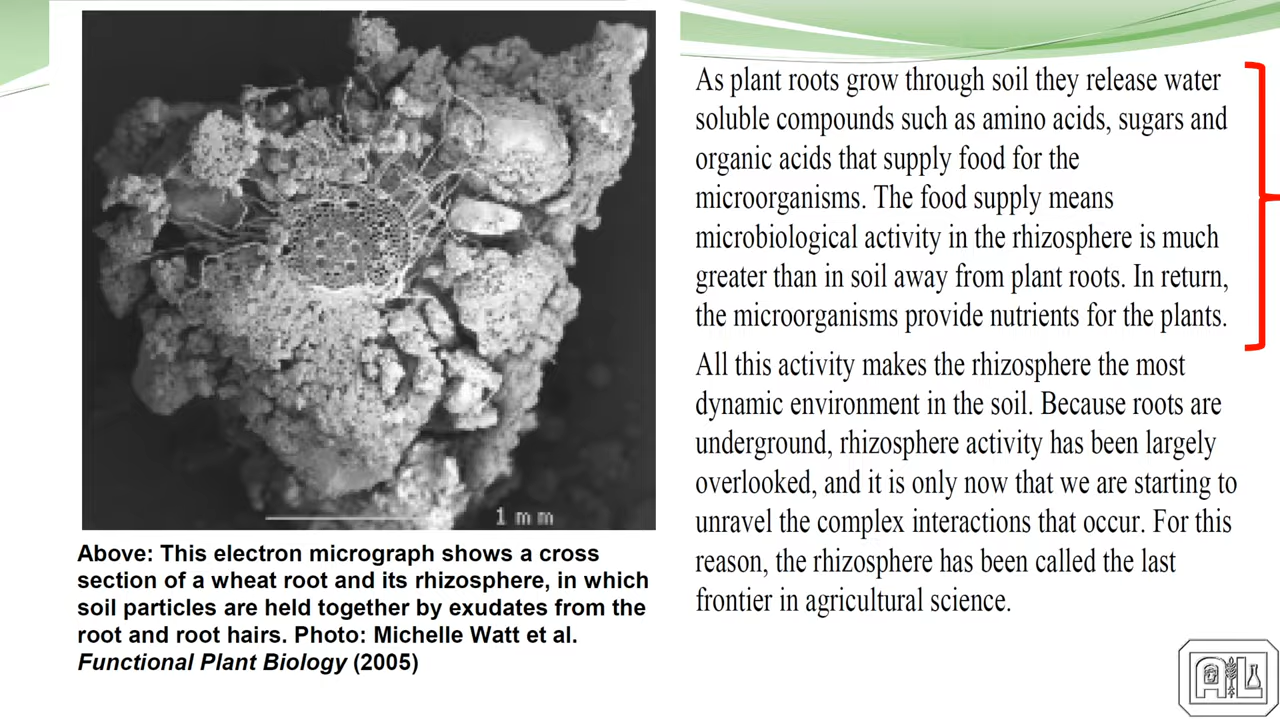 1 mm
Above: This electron micrograph shows a cross
section of a wheat root and its rhizosphere, in which
soil particles are held together by exudates from the
root and root hairs. Photo: Michelle Watt et al.
Functional Plant Biology (2005)
As plant roots grow through soil they release water
soluble compounds such as amino acids, sugars and
organic acids that supply food for the
microorganisms. The food supply means
microbiological activity in the rhizosphere is much
greater than in soil away from plant roots. In return,
the microorganisms provide nutrients for the plants.
All this activity makes the rhizosphere the most
dynamic environment in the soil. Because roots are
underground, rhizosphere activity has been largely
overlooked, and it is only now that we are starting to
unravel the complex interactions that occur. For this
reason, the rhizosphere has been called the last
frontier in agricultural science.
AL